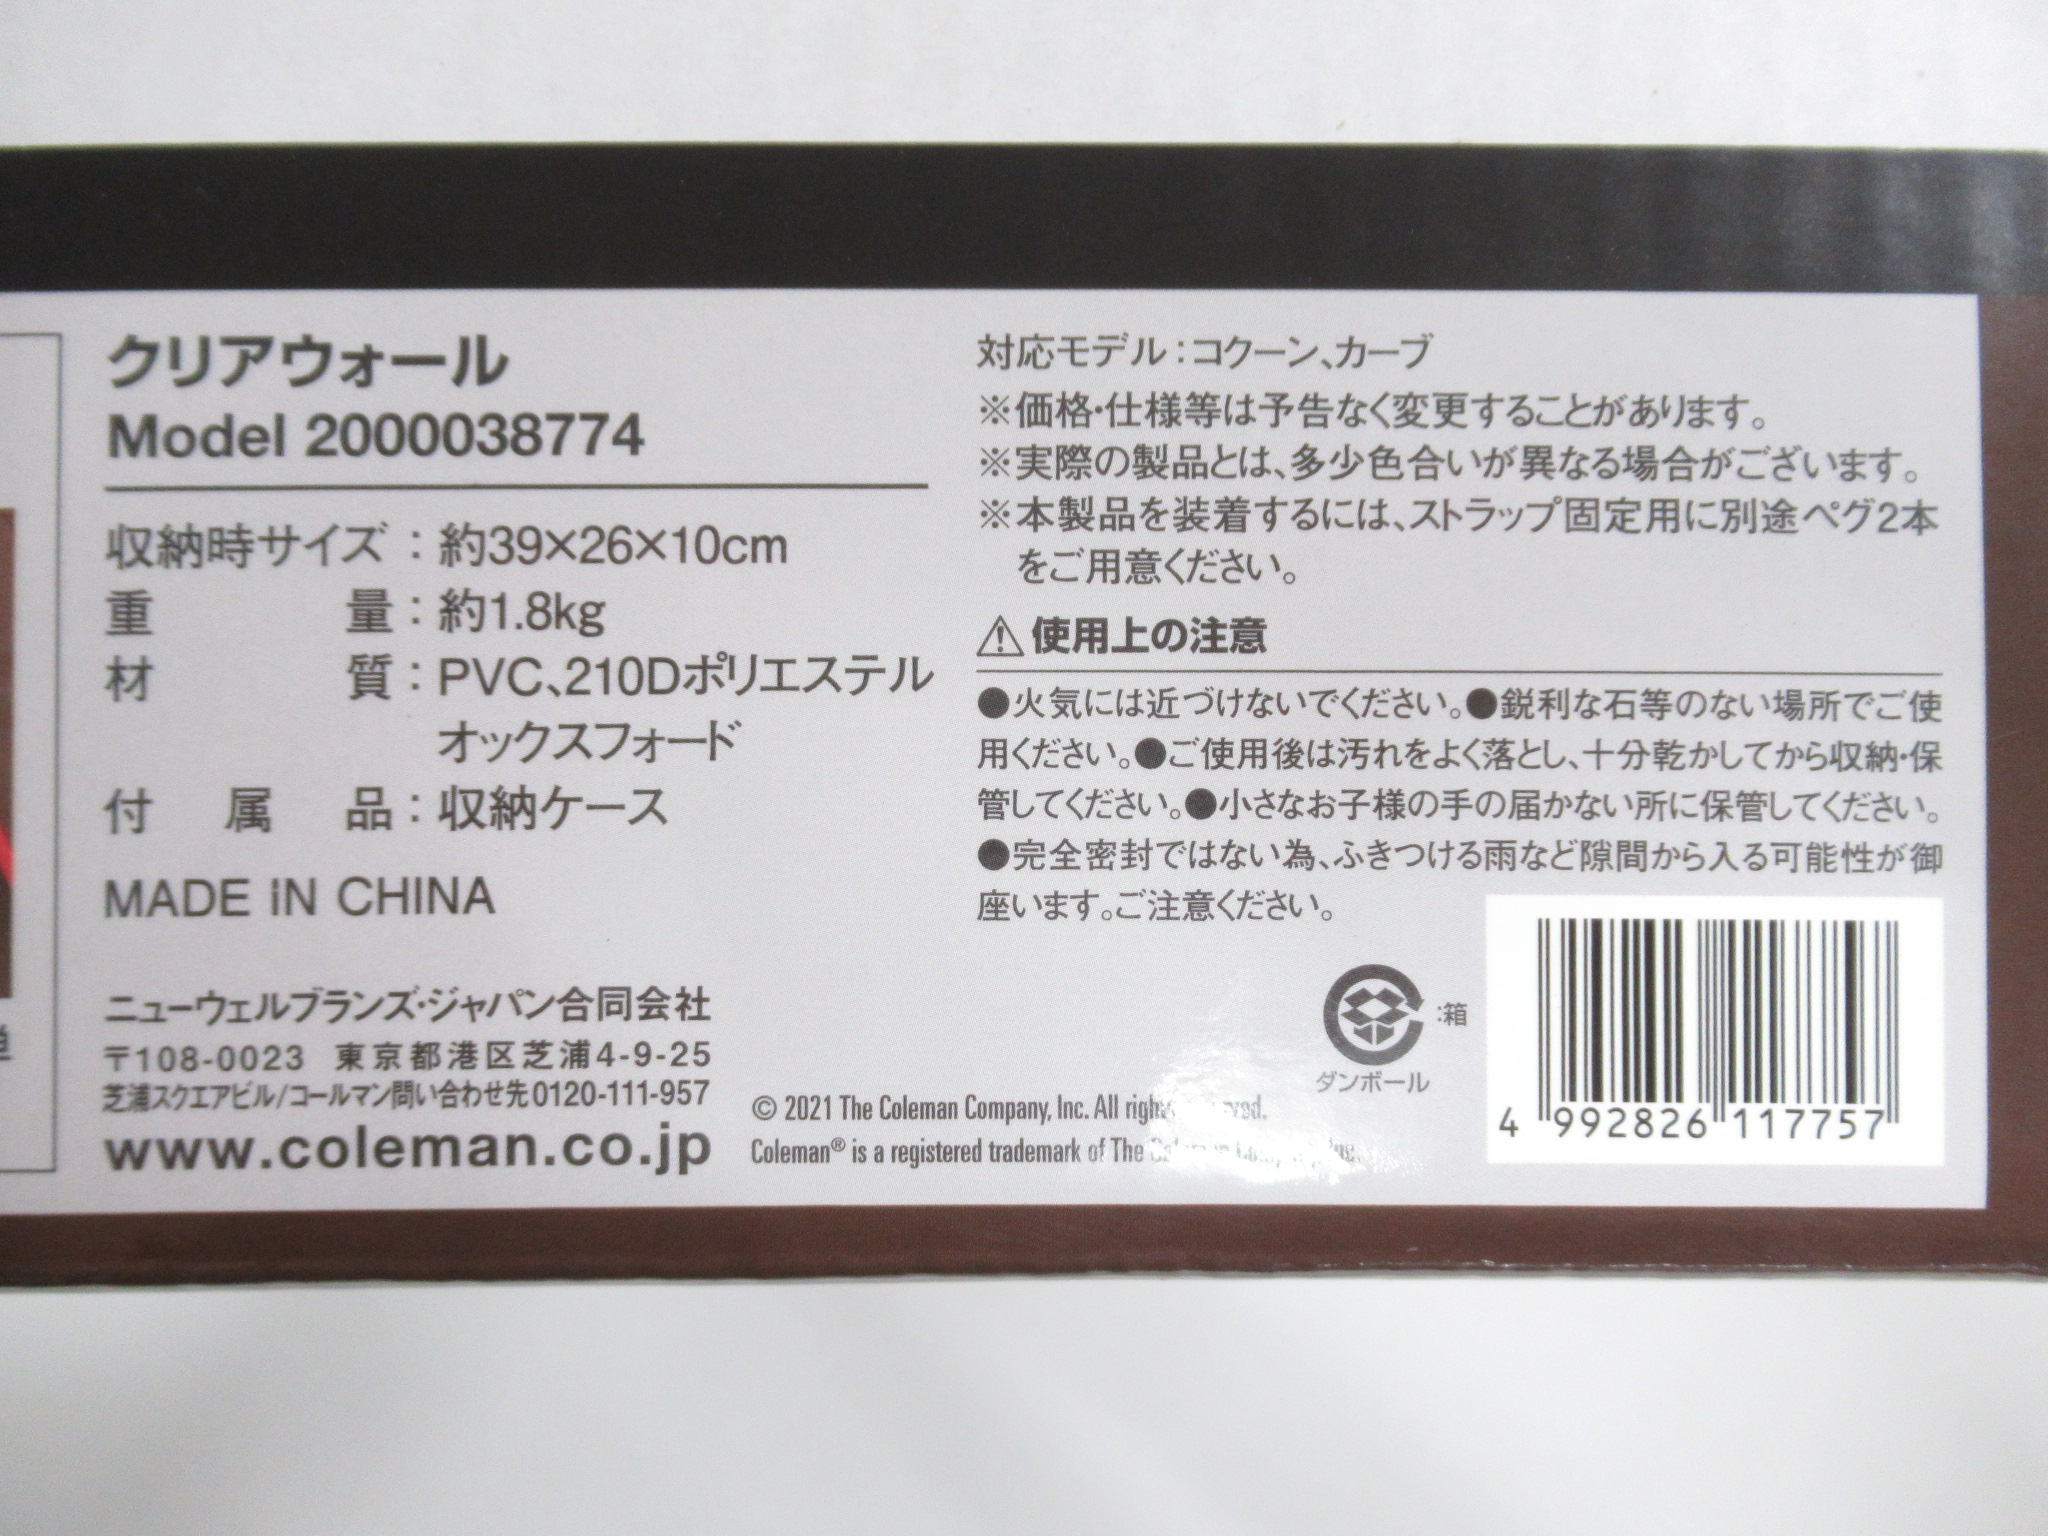 クリアウォール
Model 2000038774
収納時サイズ：約39×26×10cm
重量：約1.8kg
材質：PVC、210Dポリエステル
オックスフォード
付属品：収納ケース
MADE IN CHINA
ニューウェルブランズ・ジャパン合同会社
〒108-0023 東京都港区芝浦4-9-25
芝浦スクエアビル/コールマン問い合わせ先0120-111-957
www.coleman.co.jp
© 2021 The Coleman Company, Inc. All
Coleman® is a registered trademark of The
対応モデル：コクーン、カーブ
※価格・仕様等は予告なく変更することがあります。
※実際の製品とは、多少色合いが異なる場合がございます。
※本製品を装着するには、ストラップ固定用に別途ペグ2本
をご用意ください。
⚠使用上の注意
●火気には近づけないでください。●鋭利な石等のない場所でご使
用ください。●ご使用後は汚れをよく落とし、十分乾かしてから収納・保
管してください。●小さなお子様の手の届かない所に保管してください。
●完全密封ではない為、ふきつける雨など隙間から入る可能性が御
座います。ご注意ください。
：箱
ダンボール
4 992826 117757